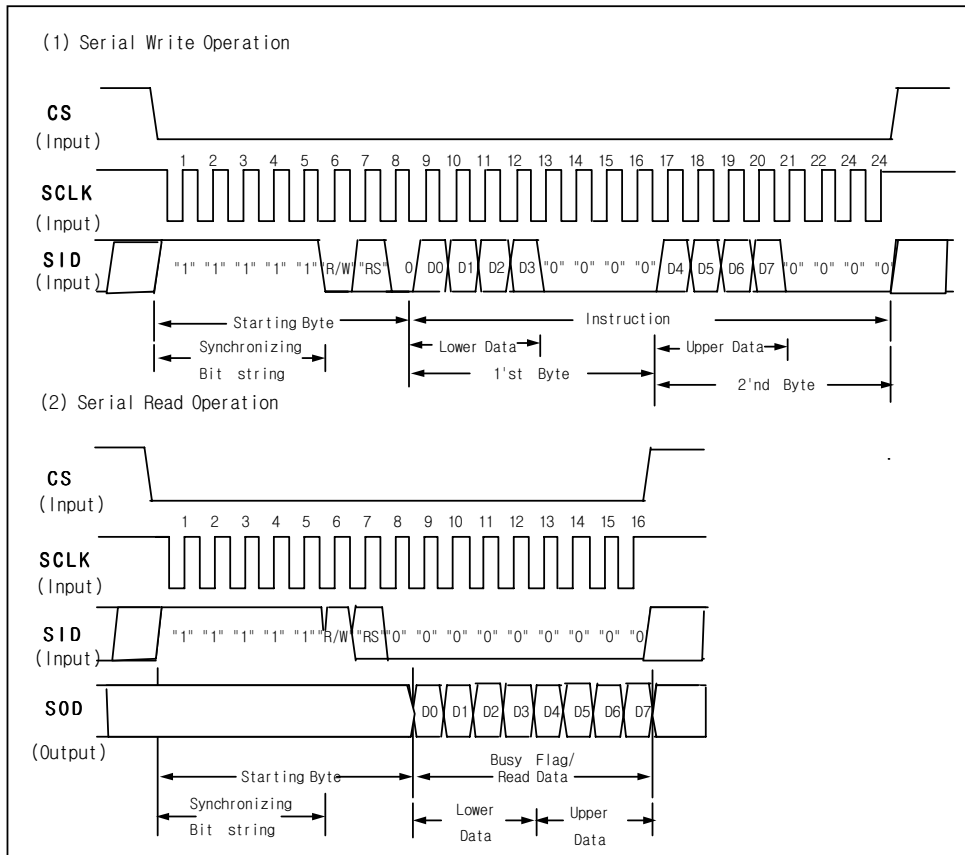 (1) Serial Write Operation
CS
(Input)
1 2 3 4 5 6 7 8 9 10 11 12 13 14 15 16 17 18 19 20 21 22 24 24
SCLK
(Input)
SID
(Input)
"1" "1" "1" "1" "1" "R/W" "RS" 0 D0 D1 D2 D3 "0" "0" "0" "0" D4 D5 D6 D7 "0" "0" "0" "0"
Starting Byte
Instruction
Synchronizing
Bit string
Lower Data
Upper Data
1'st Byte
2'nd Byte
(2) Serial Read Operation
CS
(Input)
1 2 3 4 5 6 7 8 9 10 11 12 13 14 15 16
SCLK
(Input)
SID
(Input)
"1" "1" "1" "1" "1" "R/W" "RS" "0" "0" "0" "0" "0" "0" "0" "0" "0
SOD
(Output)
D0 D1 D2 D3 D4 D5 D6 D7
Starting Byte
Busy Flag/
Read Data
Synchronizing
Bit string
Lower
Data
Upper
Data